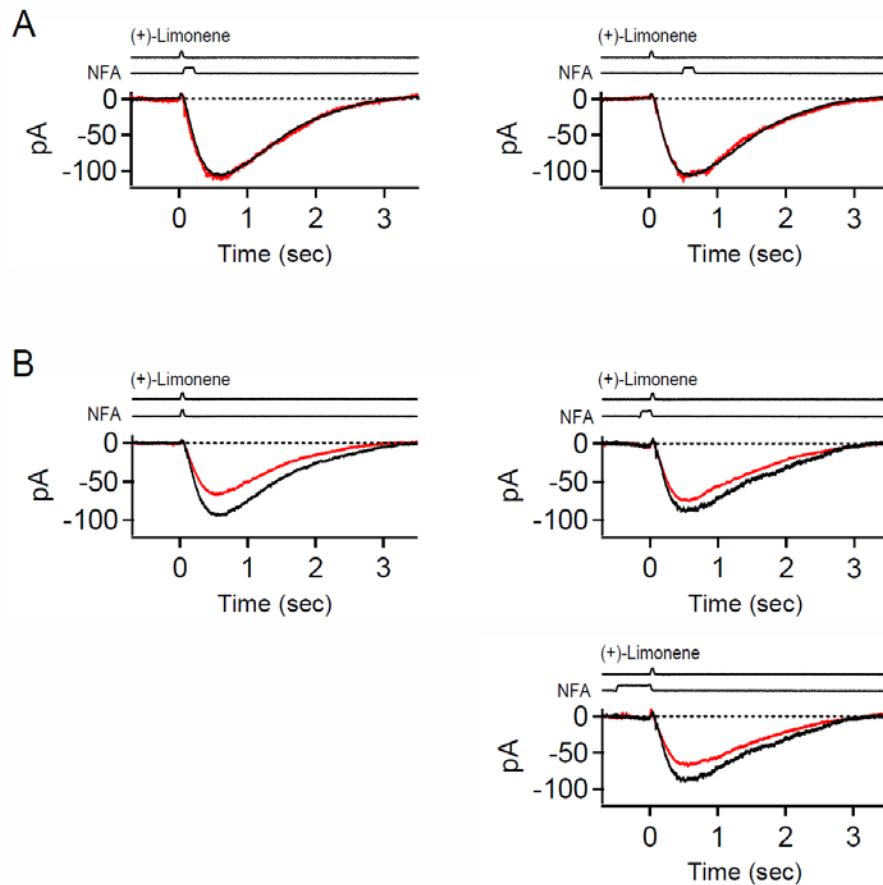 A
(+)-Limonene
NFA
0
-50
-100
pA
0 1 2 3
Time (sec)
(+)-Limonene
NFA
0
-50
-100
pA
0 1 2 3
Time (sec)
B
(+)-Limonene
NFA
0
-50
-100
pA
0 1 2 3
Time (sec)
(+)-Limonene
NFA
0
-50
-100
pA
0 1 2 3
Time (sec)
(+)-Limonene
NFA
0
-50
-100
pA
0 1 2 3
Time (sec)